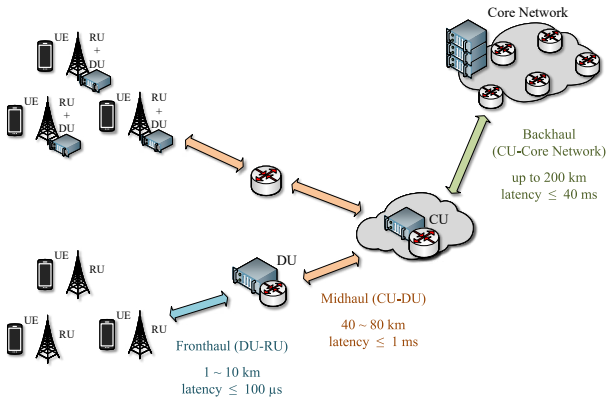 Core Network
UE
RU
+
DU
UE
RU
+
DU
UE
RU
+
DU
Backhaul
(CU-Core Network)
up to 200 km
latency ≤ 40 ms
CU
DU
UE
RU
UE
RU
UE
RU
Midhaul (CU-DU)
40 ~ 80 km
latency ≤ 1 ms
Fronthaul (DU-RU)
1 ~ 10 km
latency ≤ 100 µs